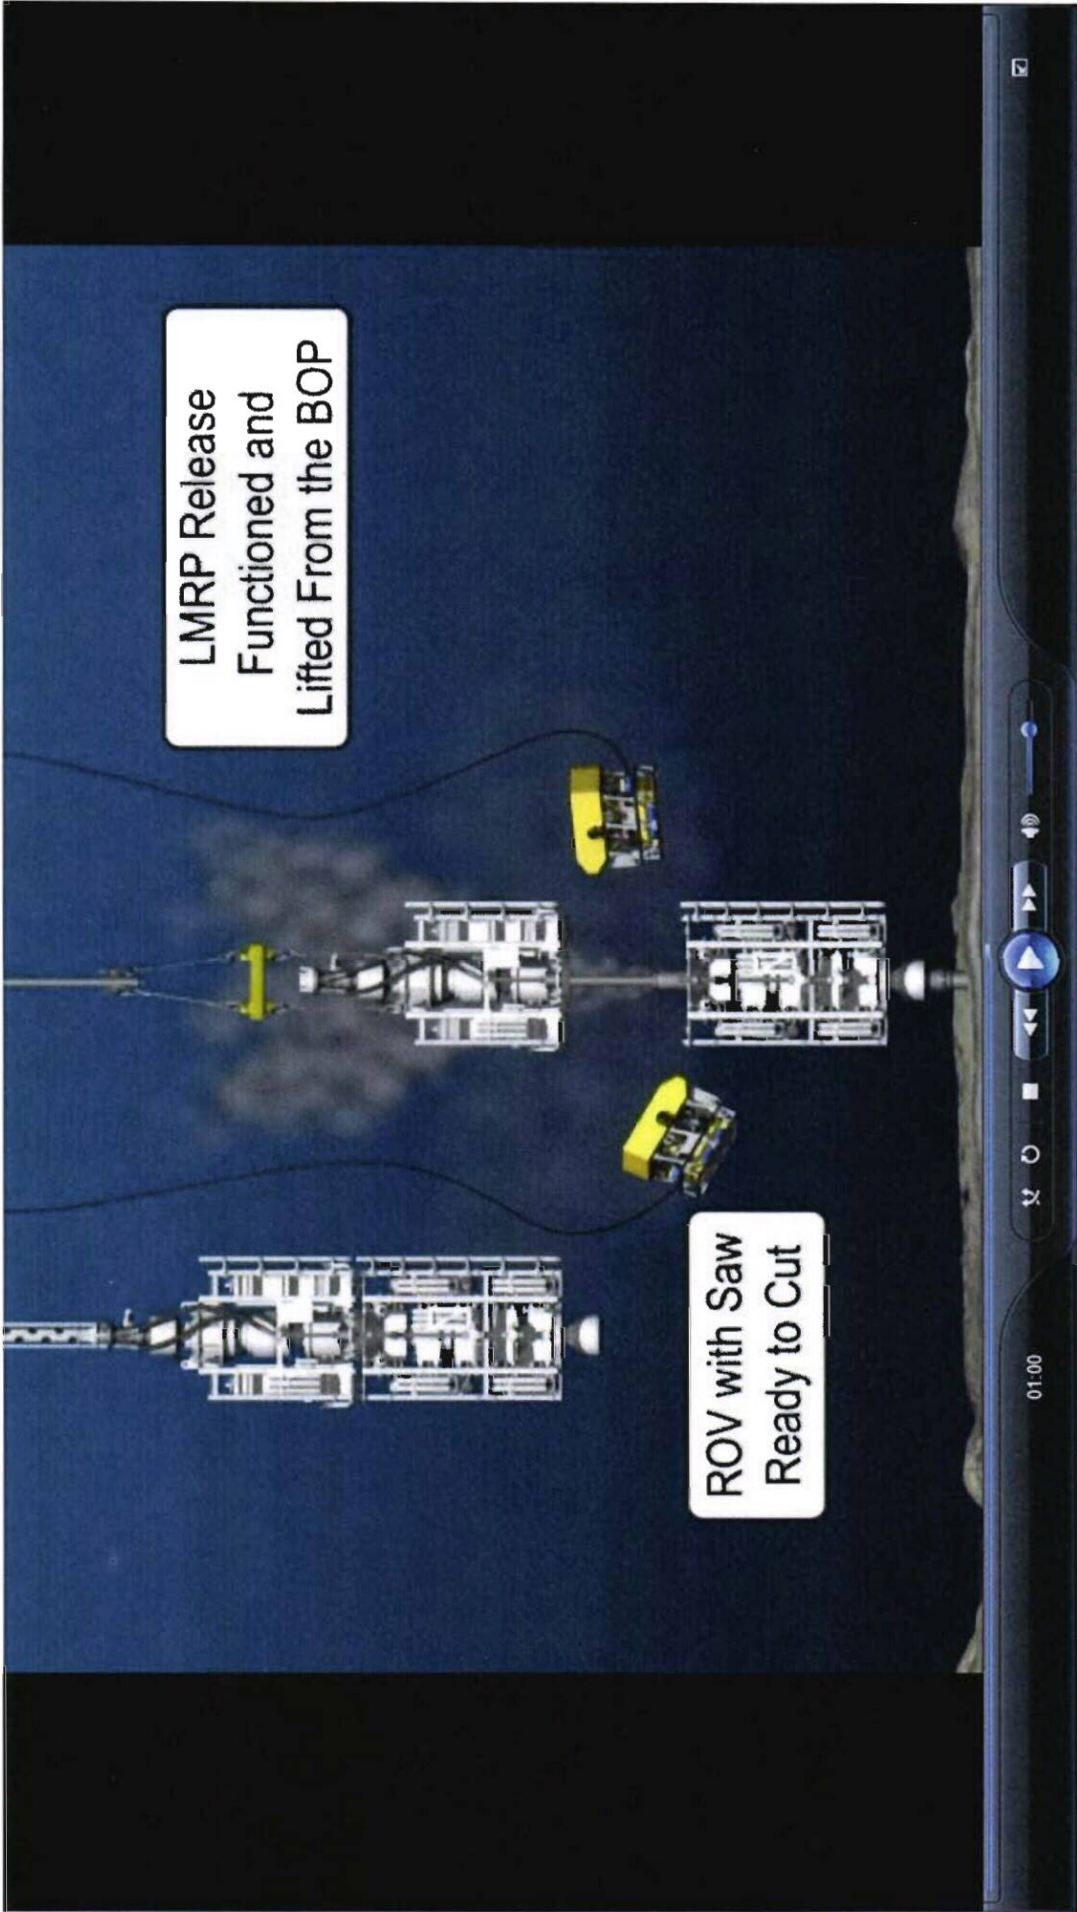 LMRP Release
Functioned and
Lifted From the BOP
ROV with Saw
Ready to Cut
01:00